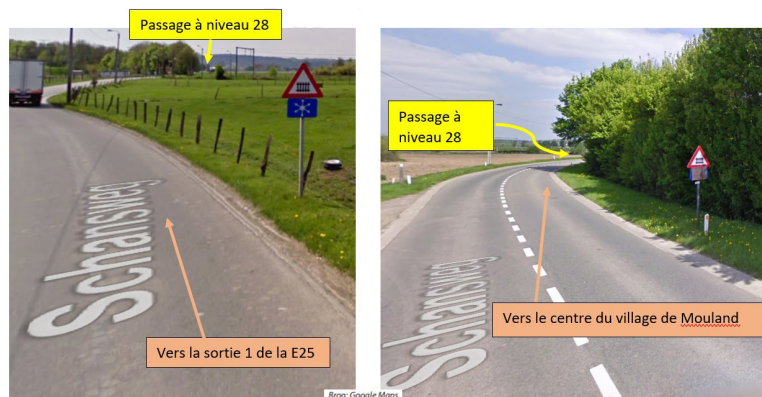 Passage à niveau 28
Passage à
niveau 28
Schansweg
Schansweg
Vers le centre du village de Mouland
Vers la sortie 1 de la E25
Bron: Google Maps